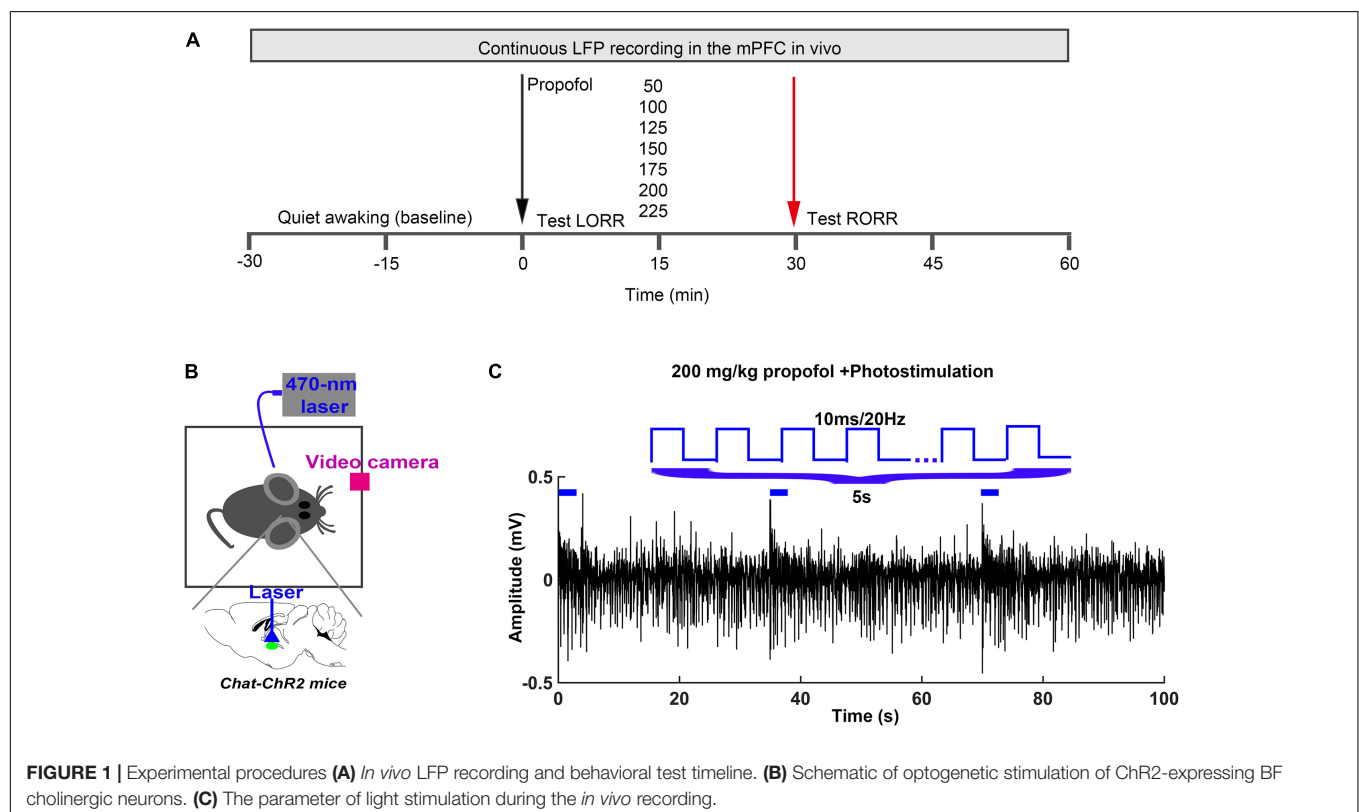 A
Continuous LFP recording in the mPFC in vivo
Propofol
50
100
125
150
175
200
225
Quiet awaking (baseline)
Test LORR
Test RORR
-30
-15
0
15
30
45
60
Time (min)
B
470-nm
laser
Video camera
Laser
Chat-ChR2 mice
C
200 mg/kg propofol +Photostimulation
10ms/20Hz
5s
0.5
0
-0.5
Amplitude (mV)
0
20
40
60
80
100
Time (s)
FIGURE 1 | Experimental procedures (A) In vivo LFP recording and behavioral test timeline. (B) Schematic of optogenetic stimulation of ChR2-expressing BF
cholinergic neurons. (C) The parameter of light stimulation during the in vivo recording.